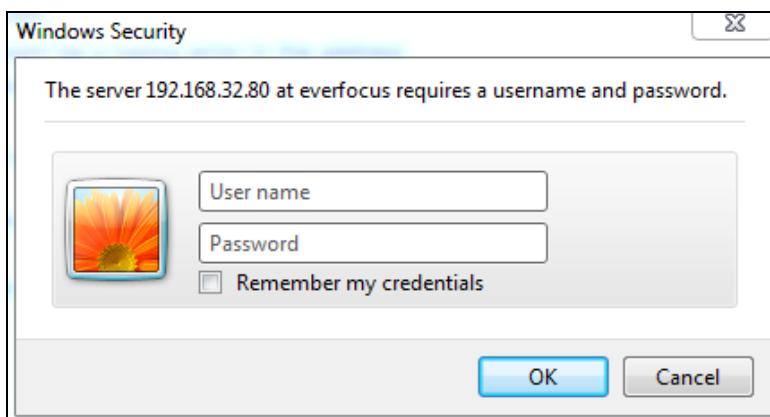 Windows Security
The server 192.168.32.80 at everfocus requires a username and password.
User name
Password
Remember my credentials
OK
Cancel